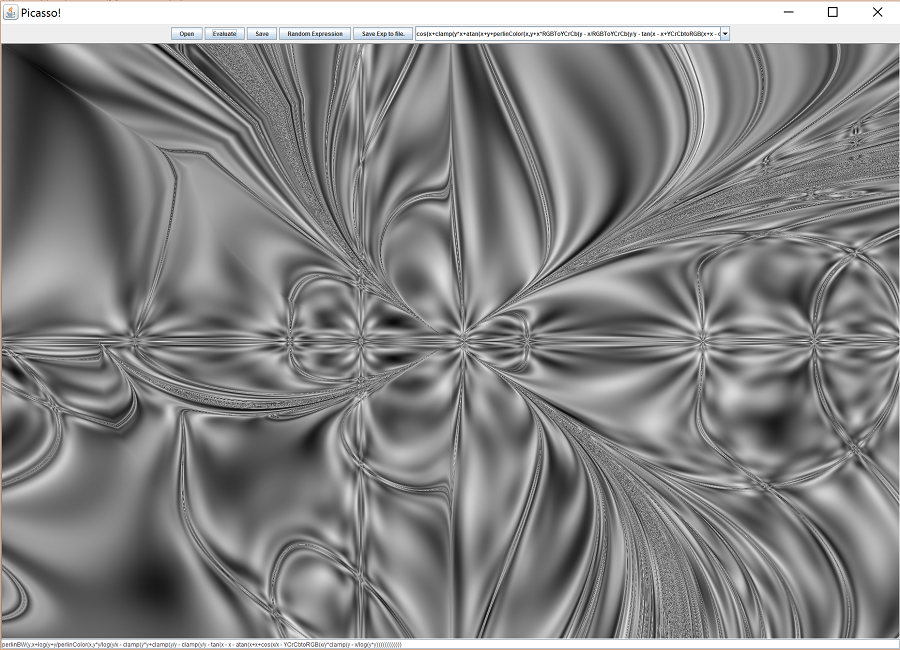 Picasso!
Open Evaluate Save Random Expression Save Exp to file. cos(x+clamp(y*x+atan(x+y+perlinColor(x,y+x*RGBToYCrCb(y - x/RGBToYCrCb(y/y - tan(x - x+YCrCbtoRGB(x+x - c
perlinBW(y,x+log(y+y/perlinColor(x,y*y/log(y/x - clamp(y*y+clamp(y/y - clamp(y/y - tan(x - x - atan(x+x+cos(x/x - YCrCbtoRGB(x/y*clamp(y - x/log(y*y)))))))))))))